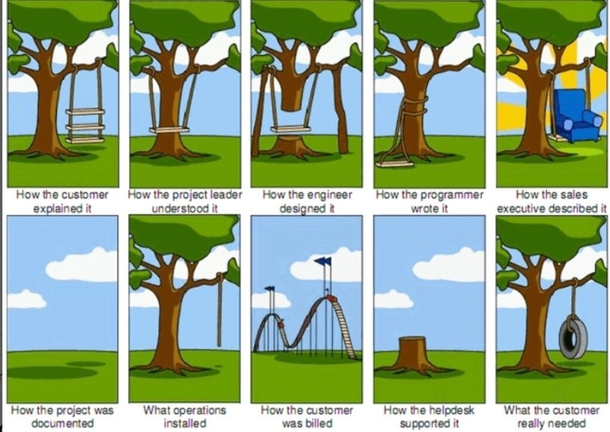 How the customer
explained it
How the project leader
understood it
How the engineer
designed it
How the programmer
wrote it
How the sales
executive described it
How the project was
documented
What operations
installed
How the customer
was billed
How the helpdesk
supported it
What the customer
really needed